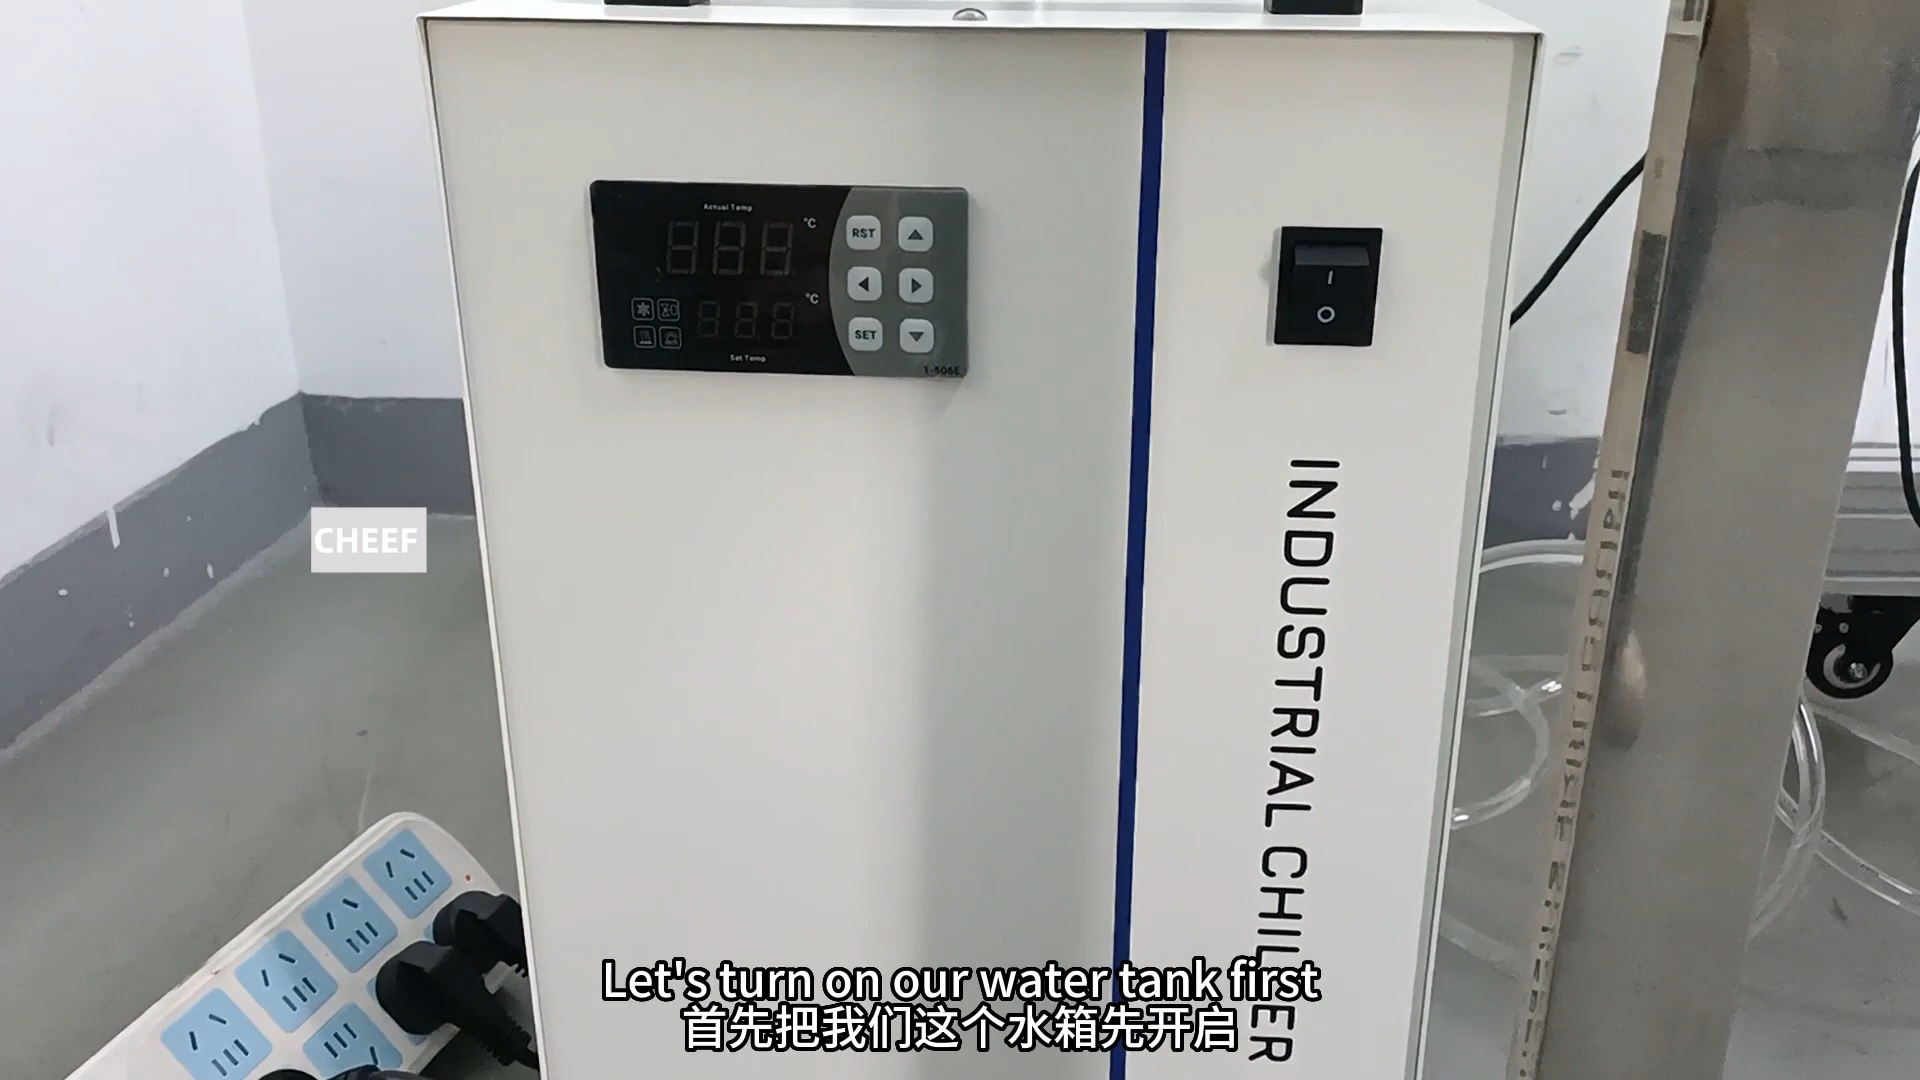 Actual Temp
°C
RST
°C
SET
Set Temp
T-506E
CHEEF
INDUSTRIAL CHILLER
Let's turn on our water tank first
首先把我们这个水箱先开启